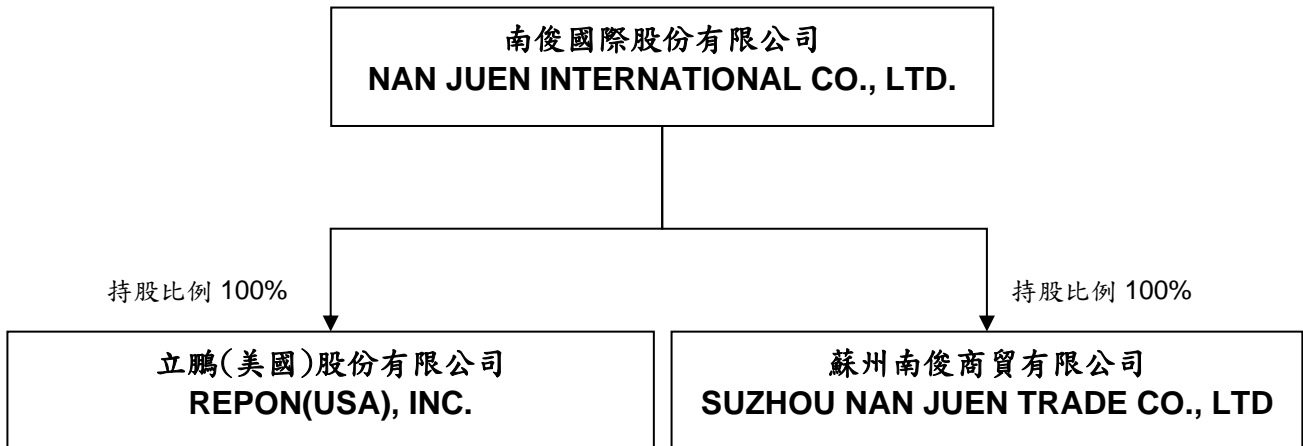 南俊國際股份有限公司
NAN JUEN INTERNATIONAL CO., LTD.
持股比例 100%
持股比例 100%
立鵬(美國)股份有限公司
REPON(USA), INC.
蘇州南俊商貿有限公司
SUZHOU NAN JUEN TRADE CO., LTD